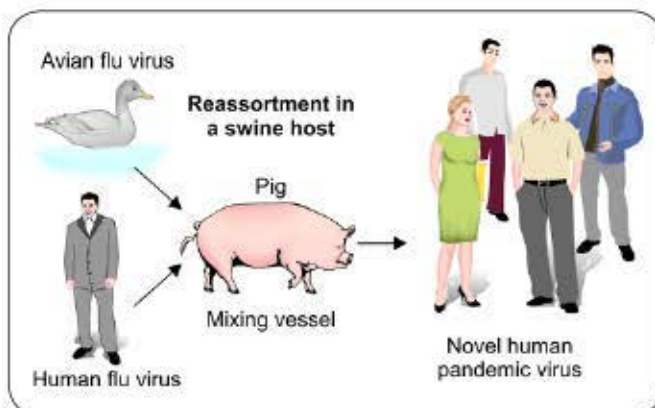 Avian flu virus
Reassortment in
a swine host
Pig
Mixing vessel
Human flu virus
Novel human
pandemic virus